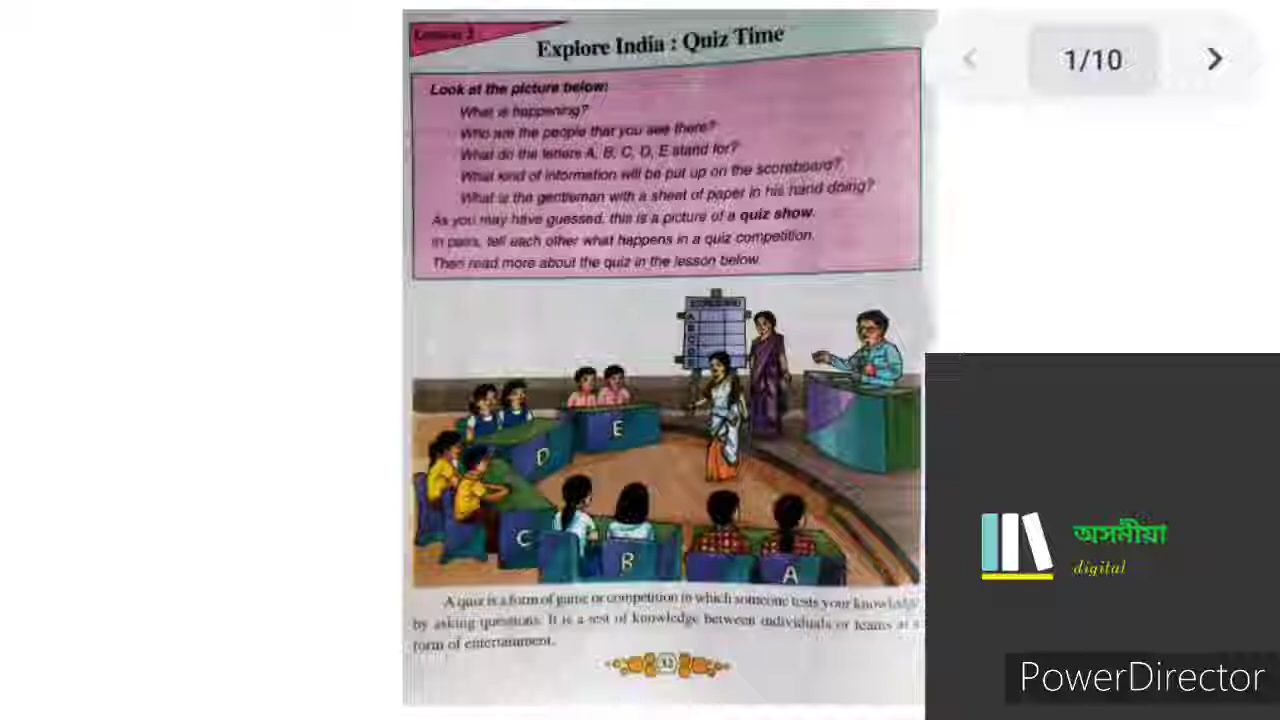 Lesson 3
Explore India : Quiz Time
1/10
Look at the picture below:
What is happening?
Who are the people that you see there?
What do the letters A, B, C, D, E stand for?
What kind of information will be put up on the scoreboard?
What is the gentleman with a sheet of paper in his hand doing?
As you may have guessed, this is a picture of a quiz show.
In pairs, tell each other what happens in a quiz competition.
Then read more about the quiz in the lesson below.
A
B
C
D
E
E
D
C
B
A
A quiz is a form of game or competition in which someone tests your knowledge
by asking questions. It is a test of knowledge between individuals or teams as a
form of entertainment.
32
অসমীয়া
digital
PowerDirector